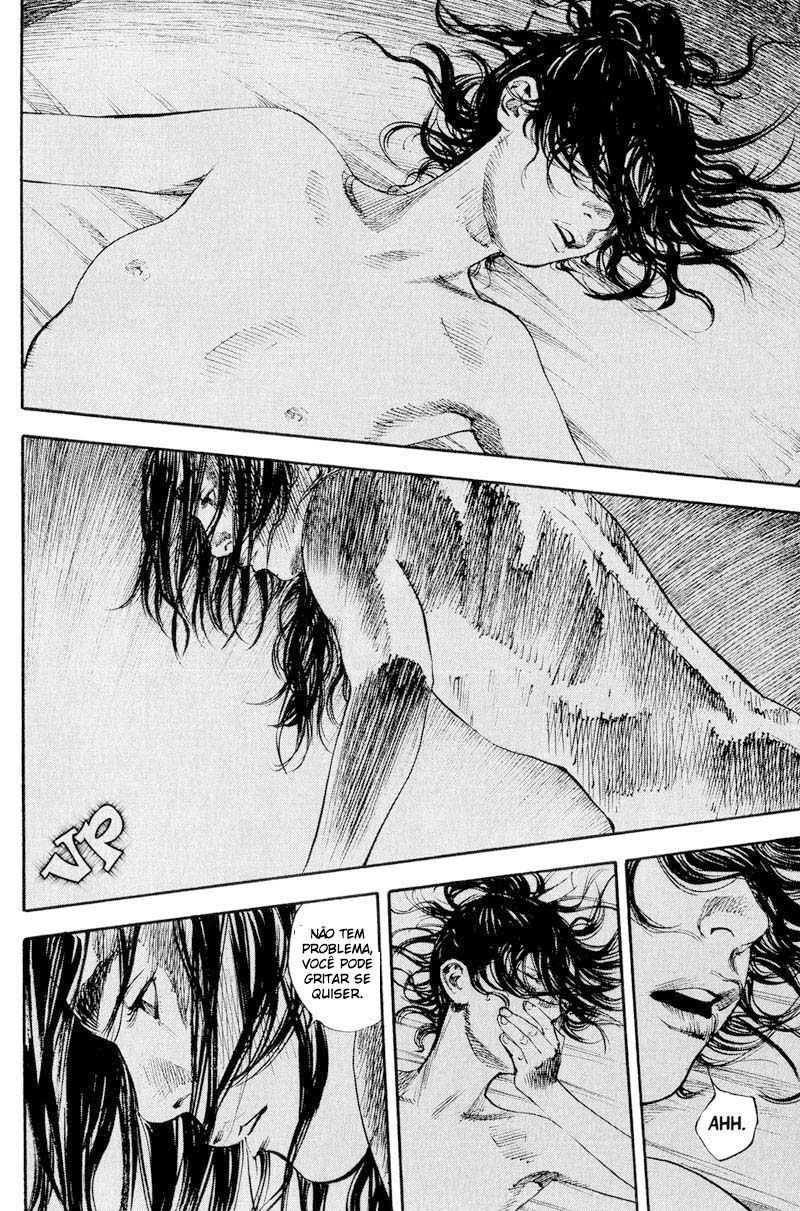 VP
AHH.
NÃO TEM
PROBLEMA,
VOCÊ PODE
GRITAR SE
QUISER.